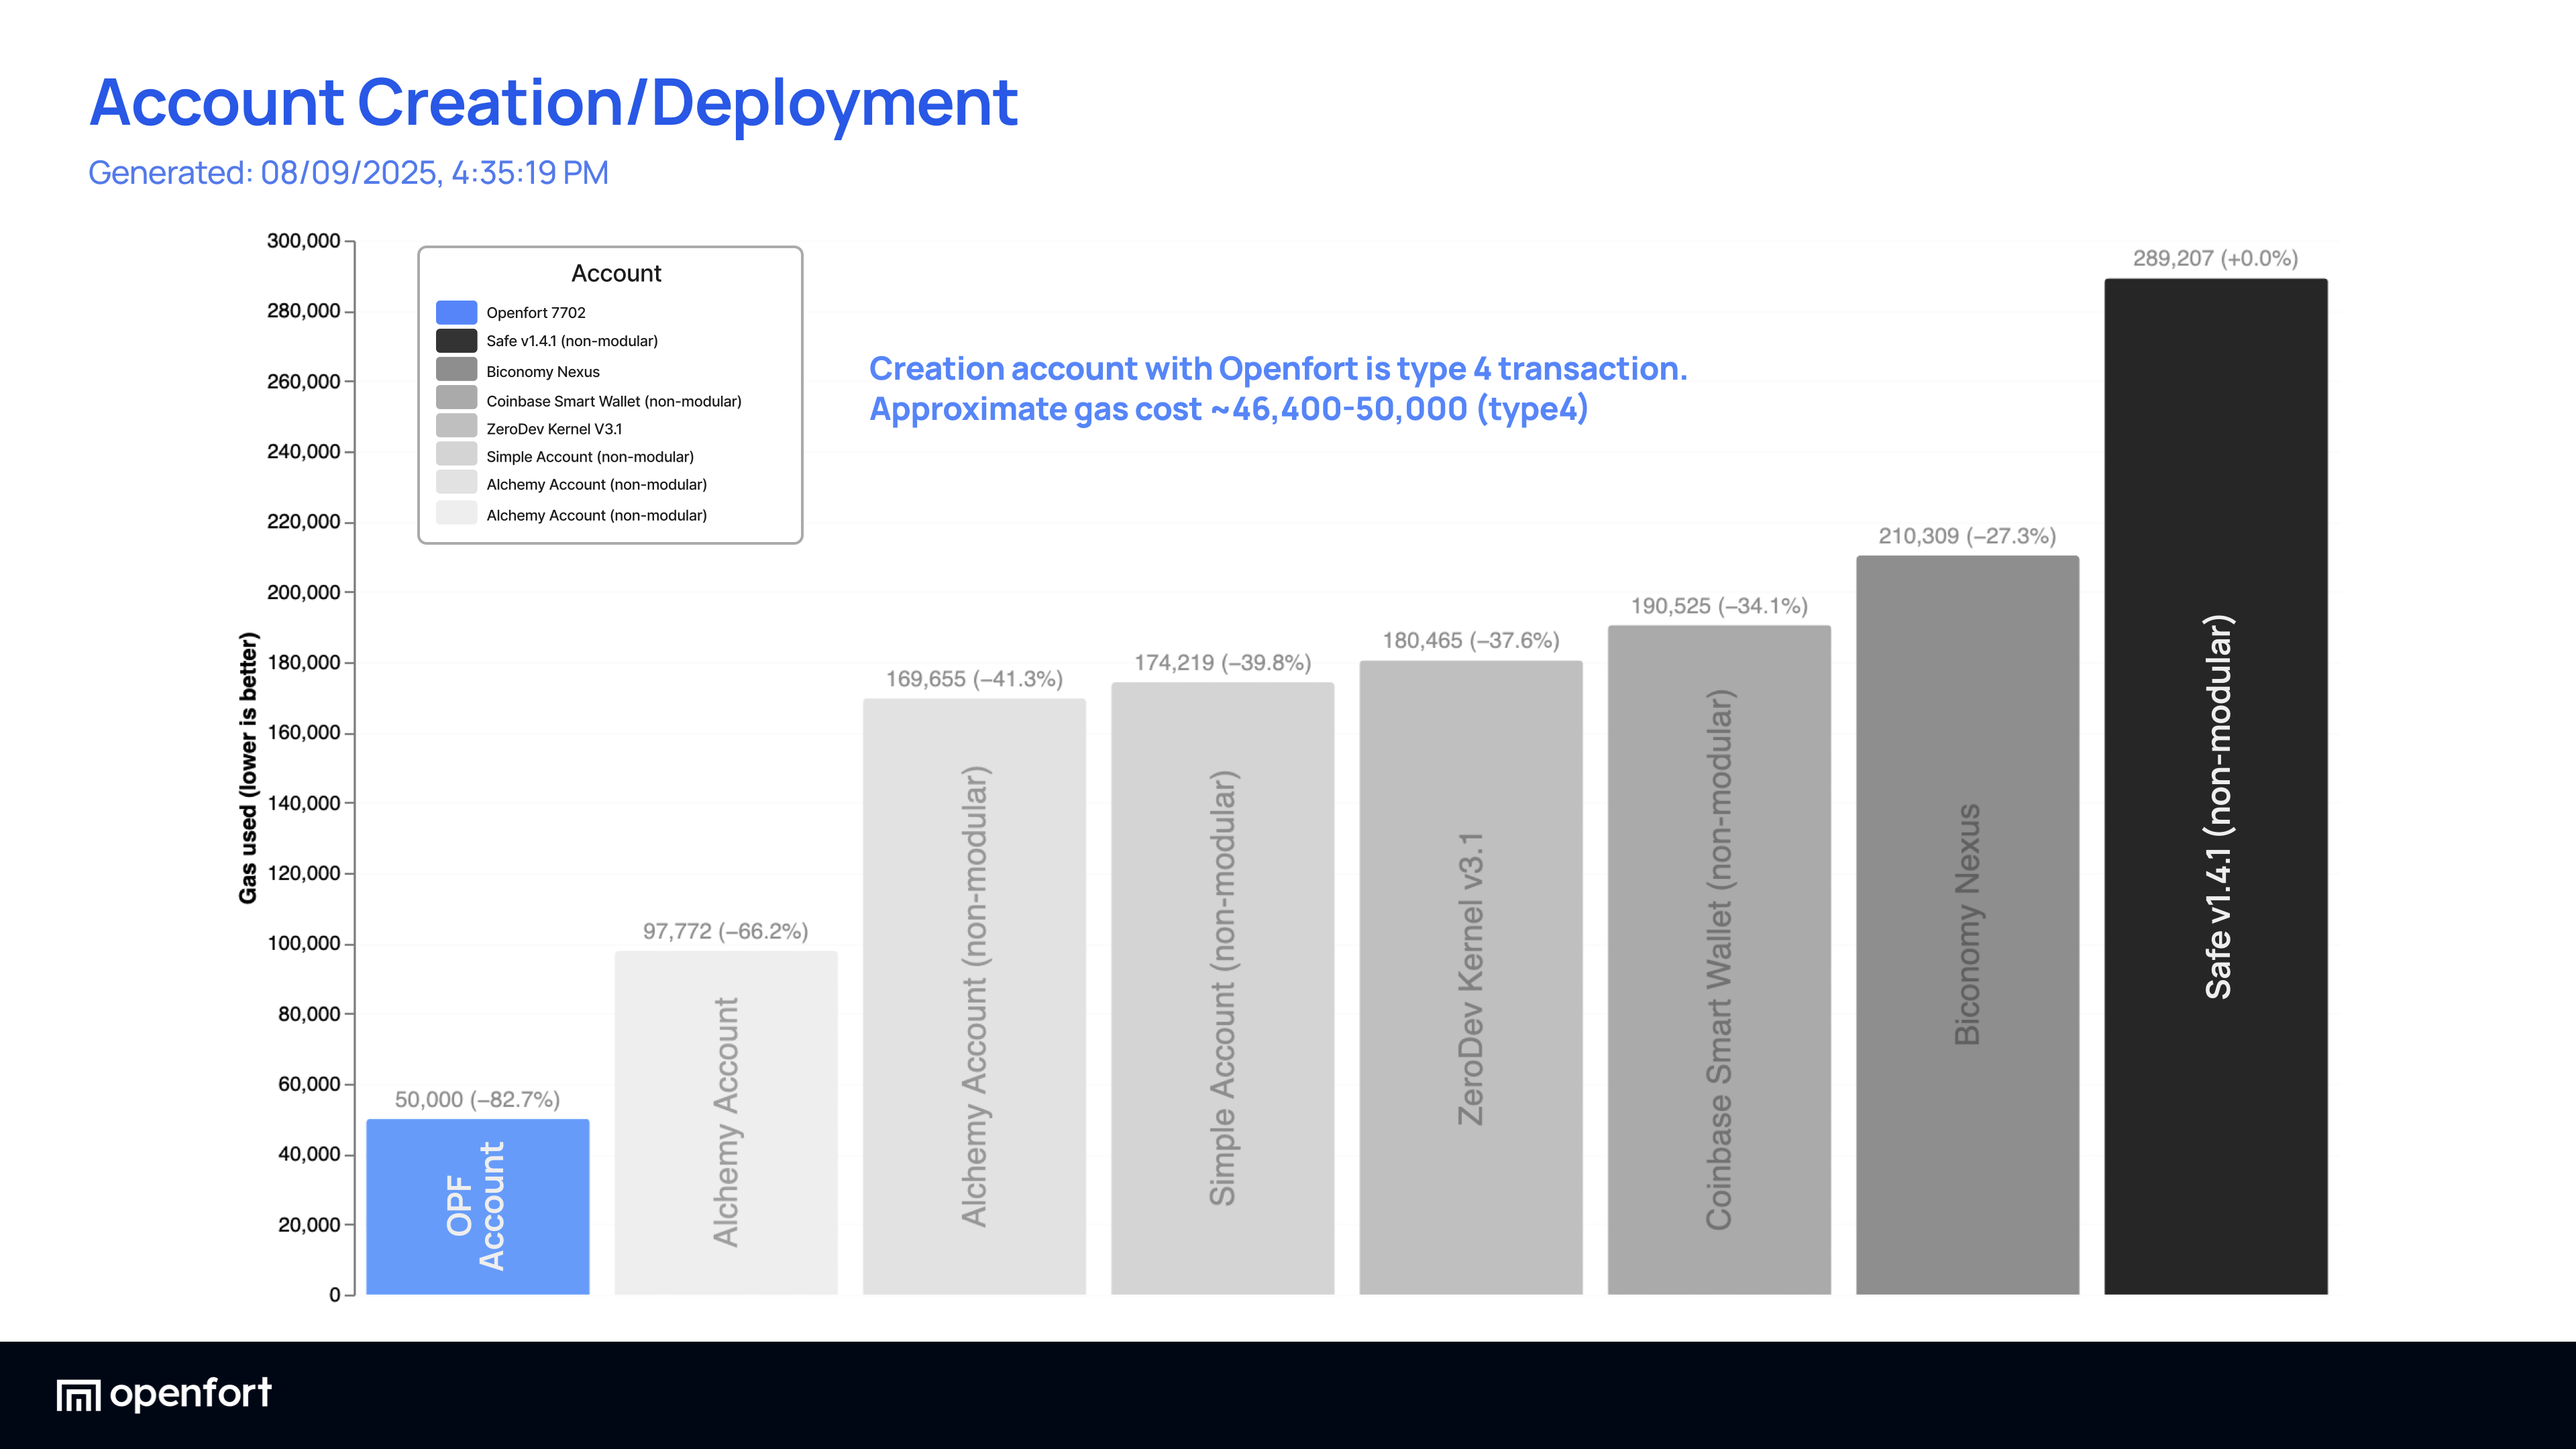 Account Creation/Deployment
Generated: 08/09/2025, 4:35:19 PM
Gas used (lower is better)
300,000
280,000
260,000
240,000
220,000
200,000
180,000
160,000
140,000
120,000
100,000
80,000
60,000
40,000
20,000
0
Account
Openfort 7702
Safe v1.4.1 (non-modular)
Biconomy Nexus
Coinbase Smart Wallet (non-modular)
ZeroDev Kernel V3.1
Simple Account (non-modular)
Alchemy Account (non-modular)
Alchemy Account (non-modular)
Creation account with Openfort is type 4 transaction.
Approximate gas cost ~46,400-50,000 (type4)
50,000 (–82.7%)
OPF
Account
97,772 (–66.2%)
Alchemy Account
169,655 (–41.3%)
Alchemy Account (non-modular)
174,219 (–39.8%)
Simple Account (non-modular)
180,465 (–37.6%)
ZeroDev Kernel v3.1
190,525 (–34.1%)
Coinbase Smart Wallet (non-modular)
210,309 (–27.3%)
Biconomy Nexus
289,207 (+0.0%)
Safe v1.4.1 (non-modular)
openfort